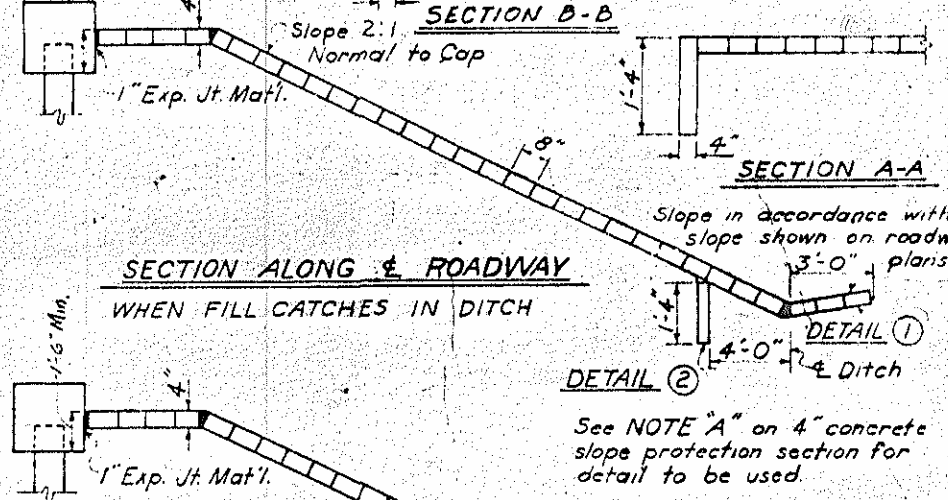 4"
SECTION B-B
Slope 2:1
Normal to Cap
1" Exp. Jt. Mat'l.
8"
1'-4"
4"
SECTION A-A
Slope in accordance with
slope shown on roadw
plans
3'-0"
SECTION ALONG ℄ ROADWAY
WHEN FILL CATCHES IN DITCH
1'-4"
4'-0"
DETAIL ①
℄ Ditch
DETAIL ②
1'-6" Min.
4"
1" Exp. Jt. Mat'l.
See NOTE "A" on 4" concrete
slope protection section for
detail to be used.